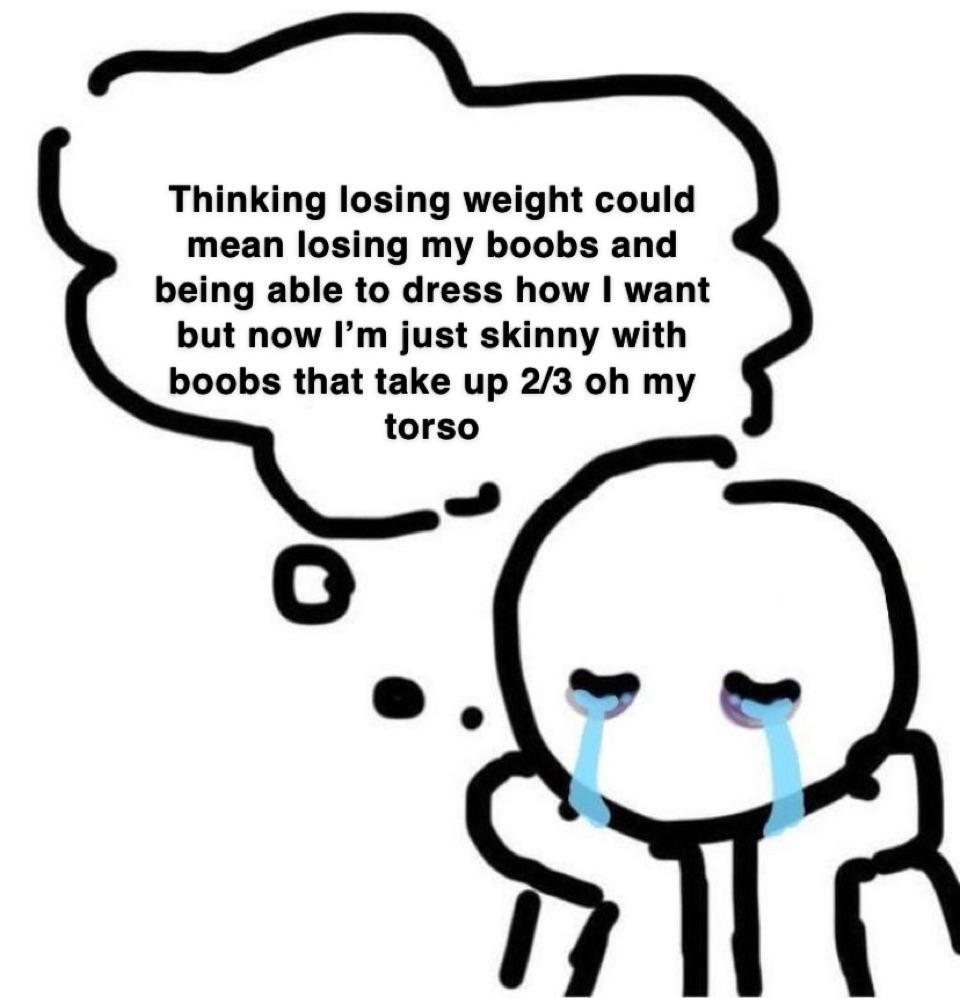 Thinking losing weight could
mean losing my boobs and
being able to dress how I want
but now I’m just skinny with
boobs that take up 2/3 oh my
torso